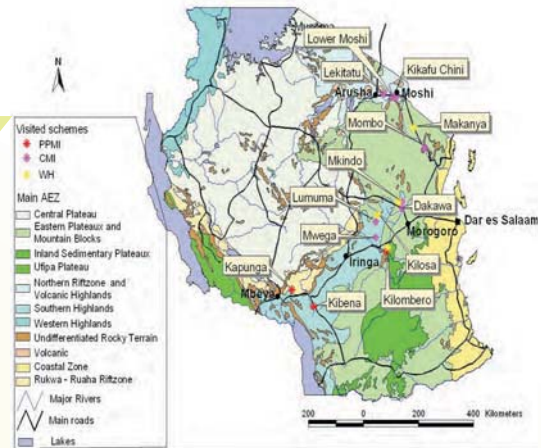 Lower Moshi
Lekitatu
Kikafu Chini
Arusha
Moshi
N
Mombo
Makanya
Visited schemes
PPMI
CMI
WH
Mkindo
Lumuma
Dakawa
Main AEZ
Central Plateau
Eastern Plateaux and
Mountain Blocks
Inland Sedimentary Plateaux
Ufipa Plateau
Northern Riftzone and
Volcanic Highlands
Southern Highlands
Western Highlands
Undifferentiated Rocky Terrain
Volcanic
Coastal Zone
Rukwa - Ruaha Riftzone
Major Rivers
Main roads
Lakes
Dar es Salaam
Mwega
Morogoro
Kapunga
Iringa
Kilosa
Mbeya
Kibena
Kilombero
200 0 200 400 Kilometers